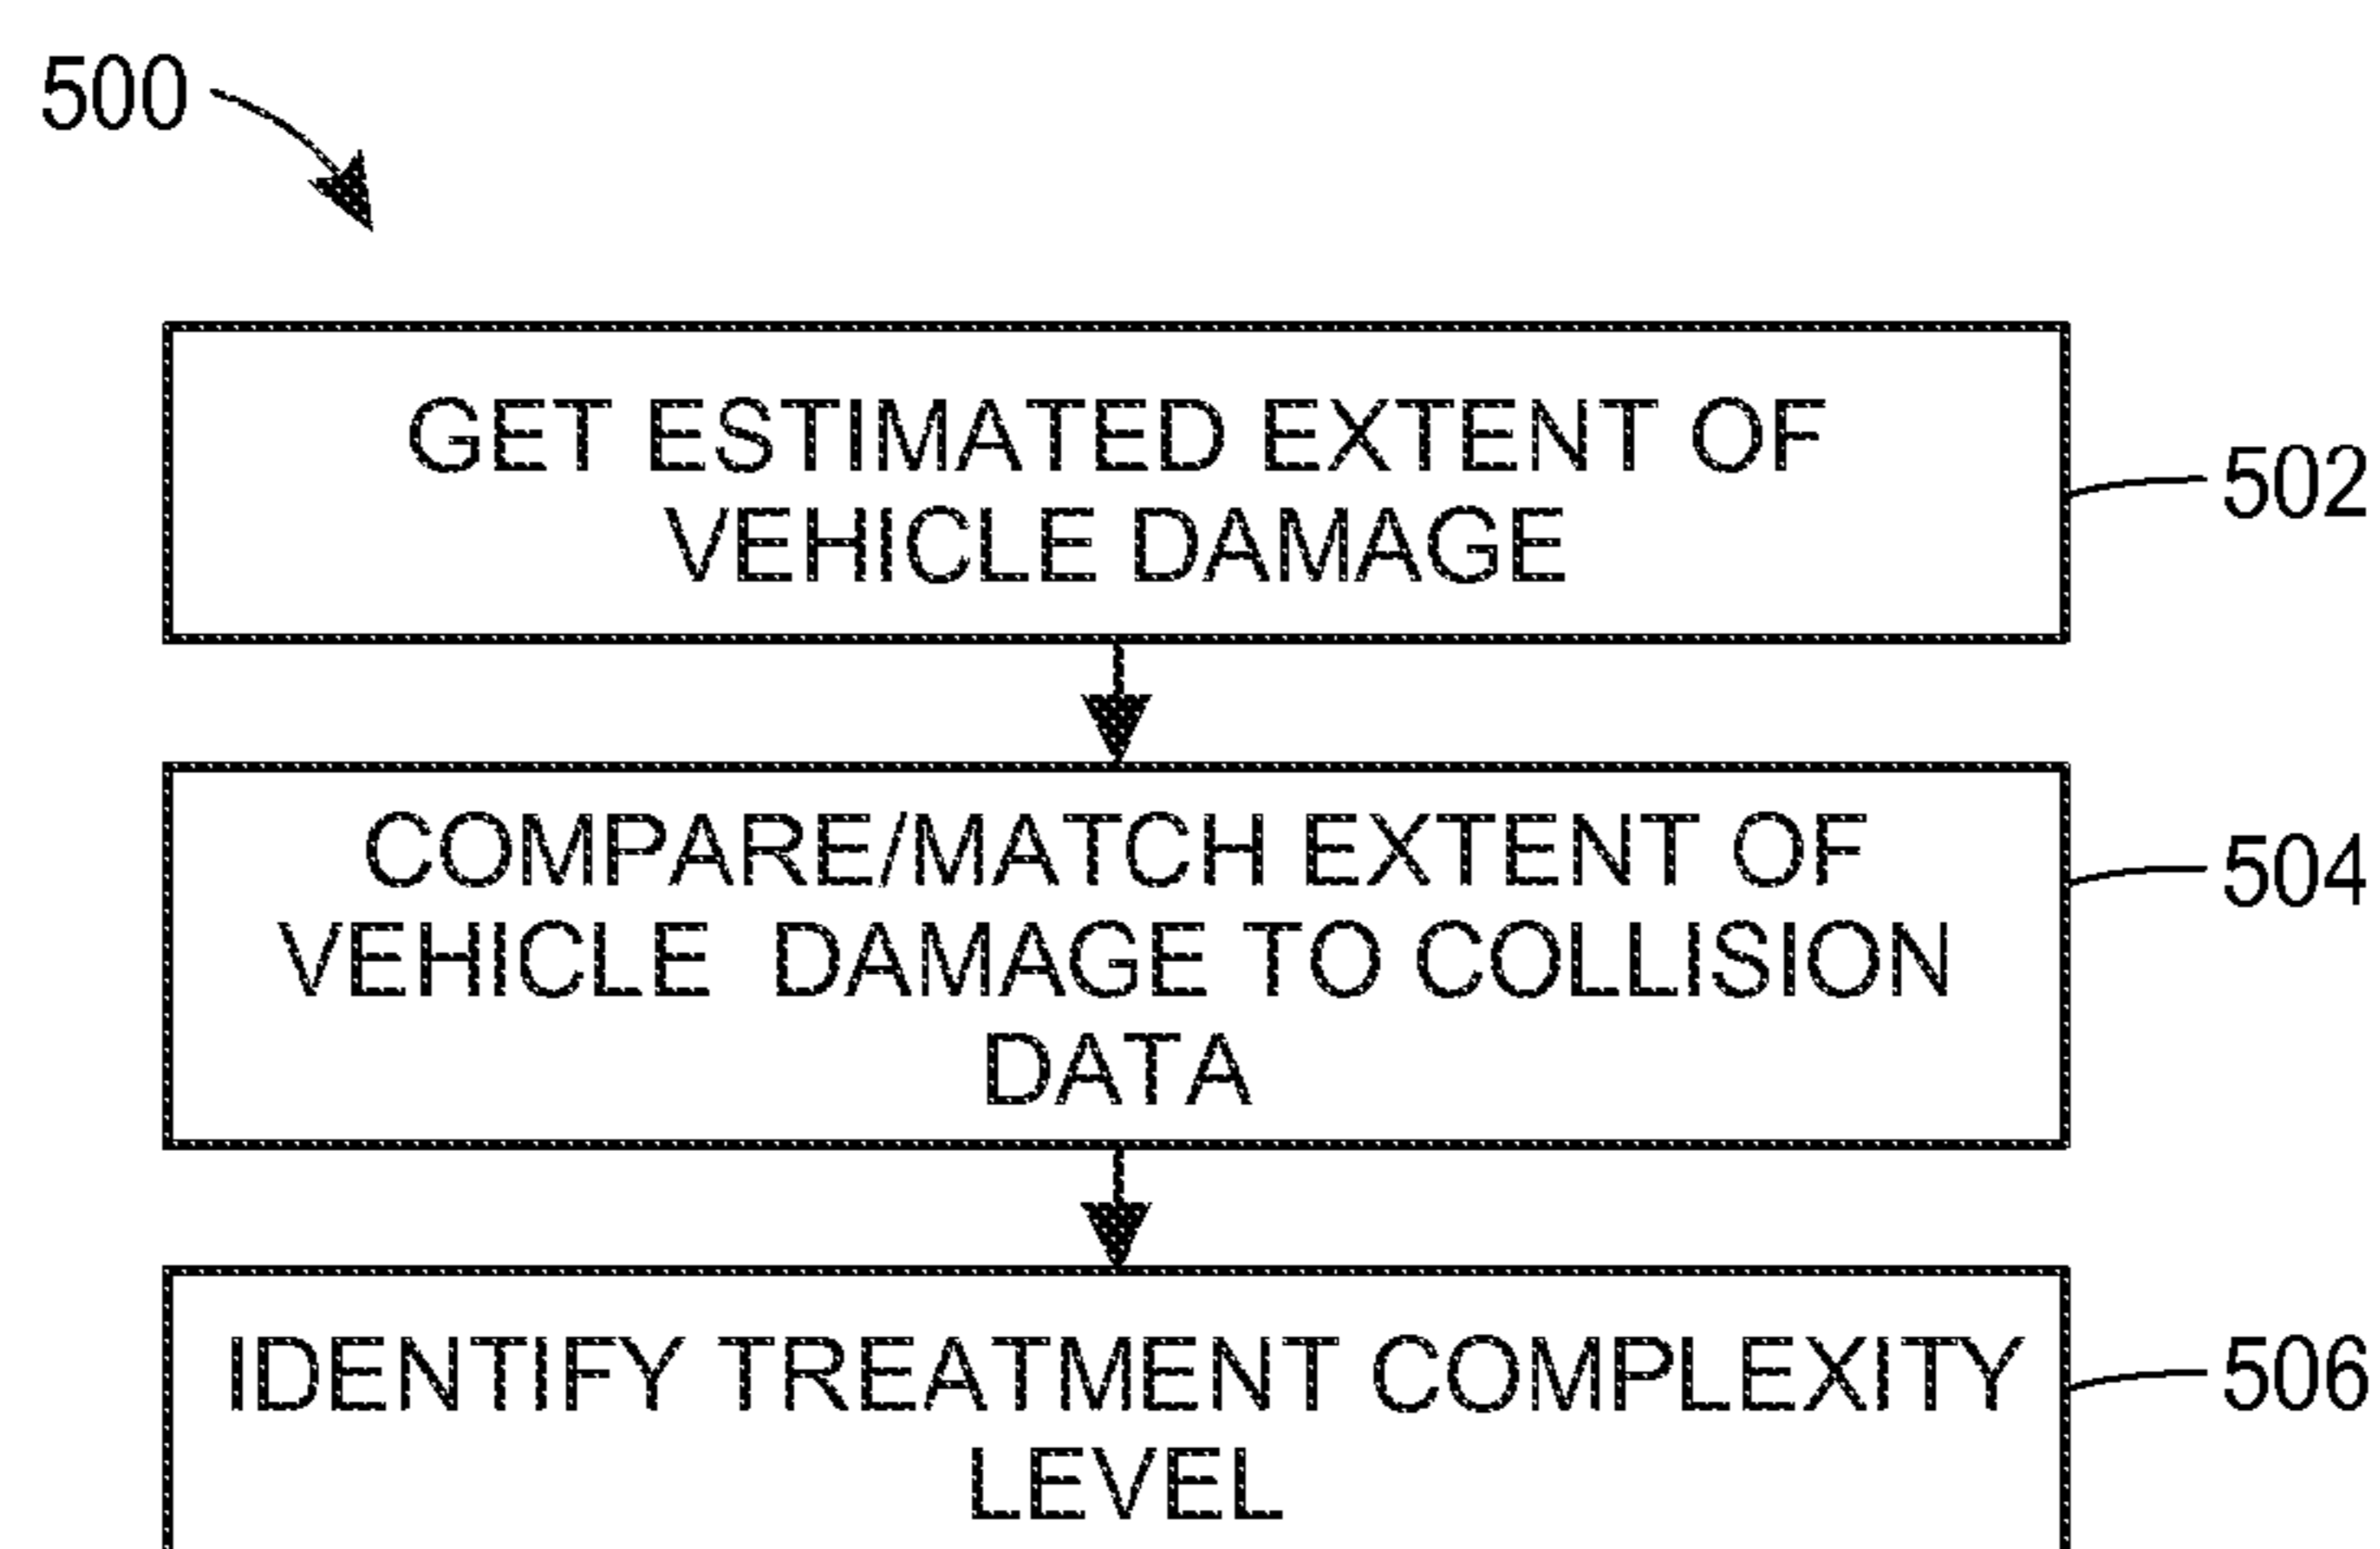 500
GET ESTIMATED EXTENT OF
VEHICLE DAMAGE
502
COMPARE/MATCH EXTENT OF
VEHICLE DAMAGE TO COLLISION
DATA
504
IDENTIFY TREATMENT COMPLEXITY
LEVEL
506